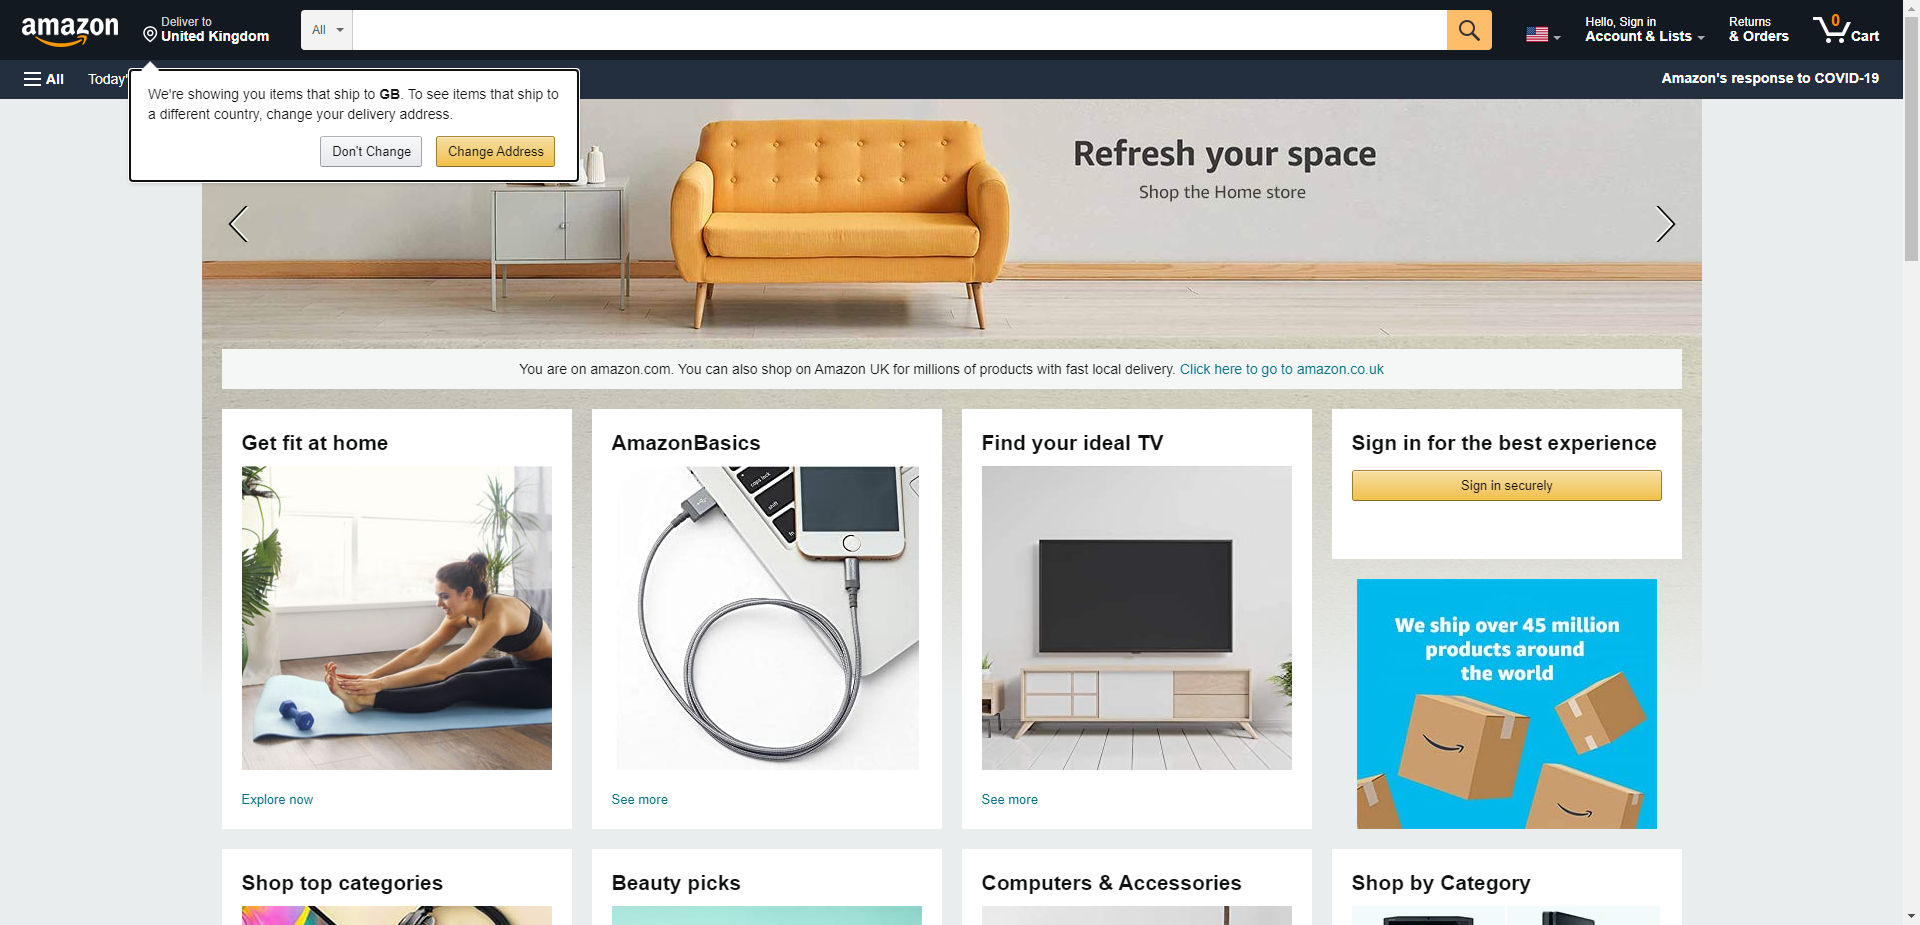 amazon
Deliver to
United Kingdom
All
Hello, Sign in
Account & Lists
Returns
& Orders
0
Cart
All
Today'
Amazon's response to COVID-19
We're showing you items that ship to GB. To see items that ship to
a different country, change your delivery address.
Don't Change
Change Address
Refresh your space
Shop the Home store
You are on amazon.com. You can also shop on Amazon UK for millions of products with fast local delivery. Click here to go to amazon.co.uk
Get fit at home
Explore now
AmazonBasics
caps lock
shift
fn
See more
Find your ideal TV
See more
Sign in for the best experience
Sign in securely
We ship over 45 million
products around
the world
Shop top categories
Beauty picks
Computers & Accessories
Shop by Category